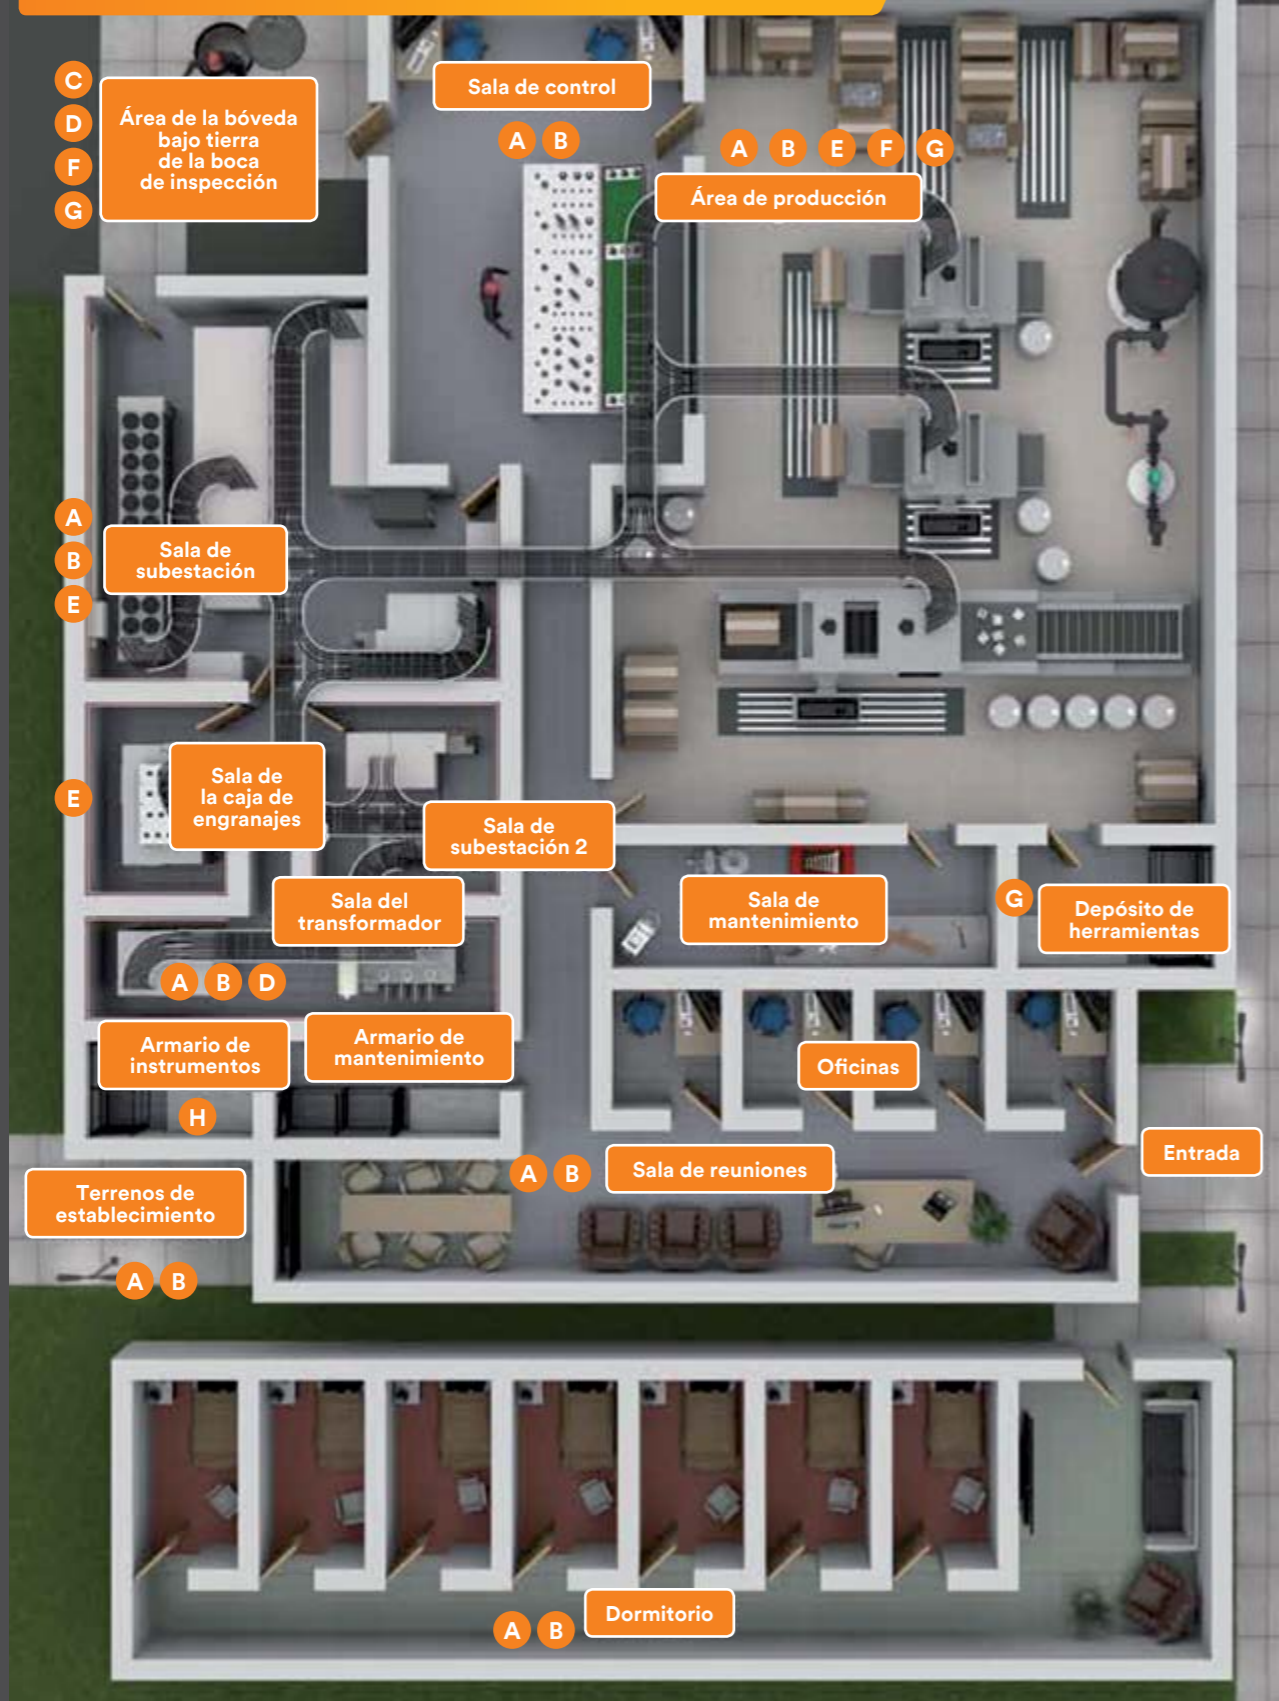 C
D
F
G
Área de la bóveda
bajo tierra
de la boca
de inspección
Sala de control
A B
A B E F G
Área de producción
A
B
E
Sala de
subestación
E
Sala de
la caja de
engranajes
Sala de
subestación 2
Sala del
transformador
A B D
Sala de
mantenimiento
G
Depósito de
herramientas
Armario de
instrumentos
H
Armario de
mantenimiento
Oficinas
Entrada
A B
Sala de reuniones
Terrenos de
establecimiento
A B
A B
Dormitorio